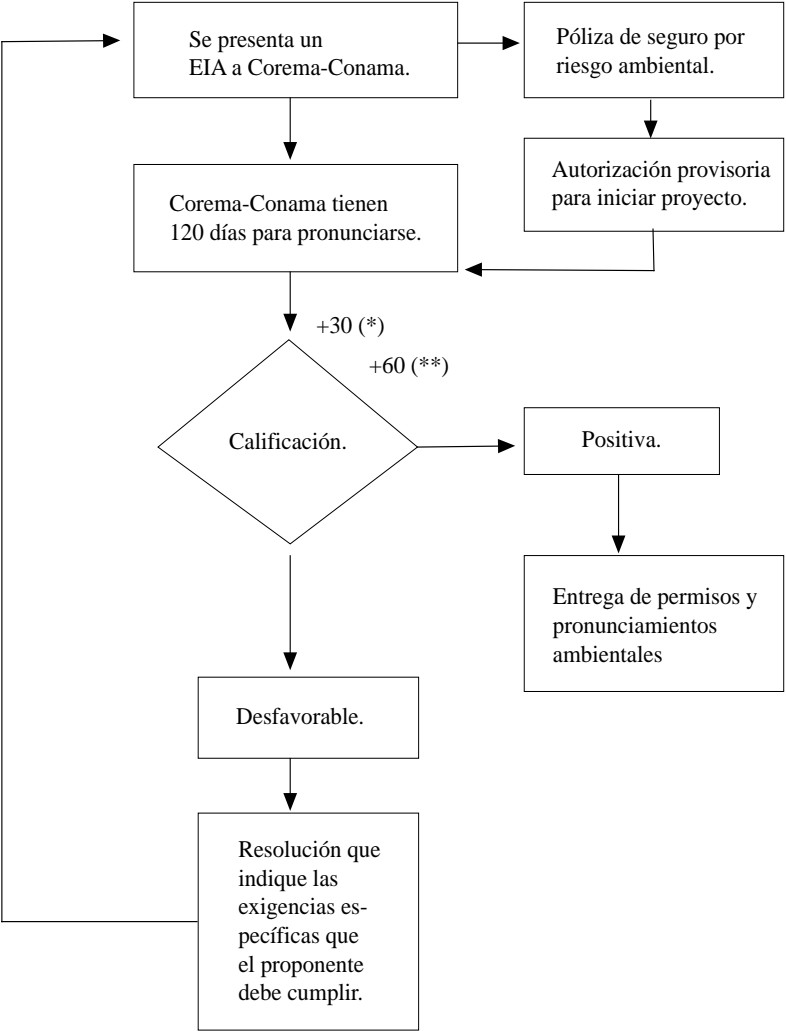 Se presenta un
EIA a Corema-Conama.
Póliza de seguro por
riesgo ambiental.
Autorización provisoria
para iniciar proyecto.
Corema-Conama tienen
120 días para pronunciarse.
+30 (*)
+60 (**)
Calificación.
Positiva.
Entrega de permisos y
pronunciamientos
ambientales
Desfavorable.
Resolución que
indique las
exigencias es-
pecíficas que
el proponente
debe cumplir.